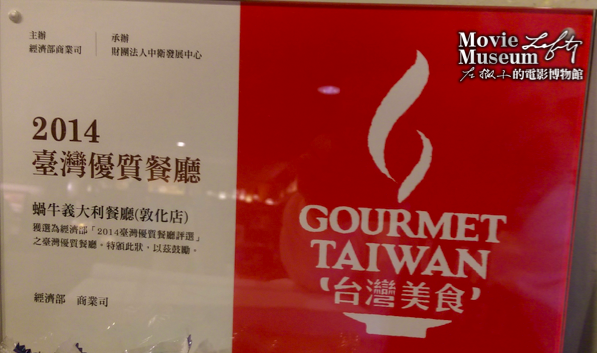 主辦
經濟部商業司
承辦
財團法人中衛發展中心
2014
臺灣優質餐廳
蝸牛義大利餐廳(敦化店)
獲選為經濟部「2014臺灣優質餐廳評選」
之臺灣優質餐廳。特頒此狀，以茲鼓勵。
經濟部 商業司
GOURMET
TAIWAN
台灣美食
Movie Lofty
Museum
左撇小的電影博物館